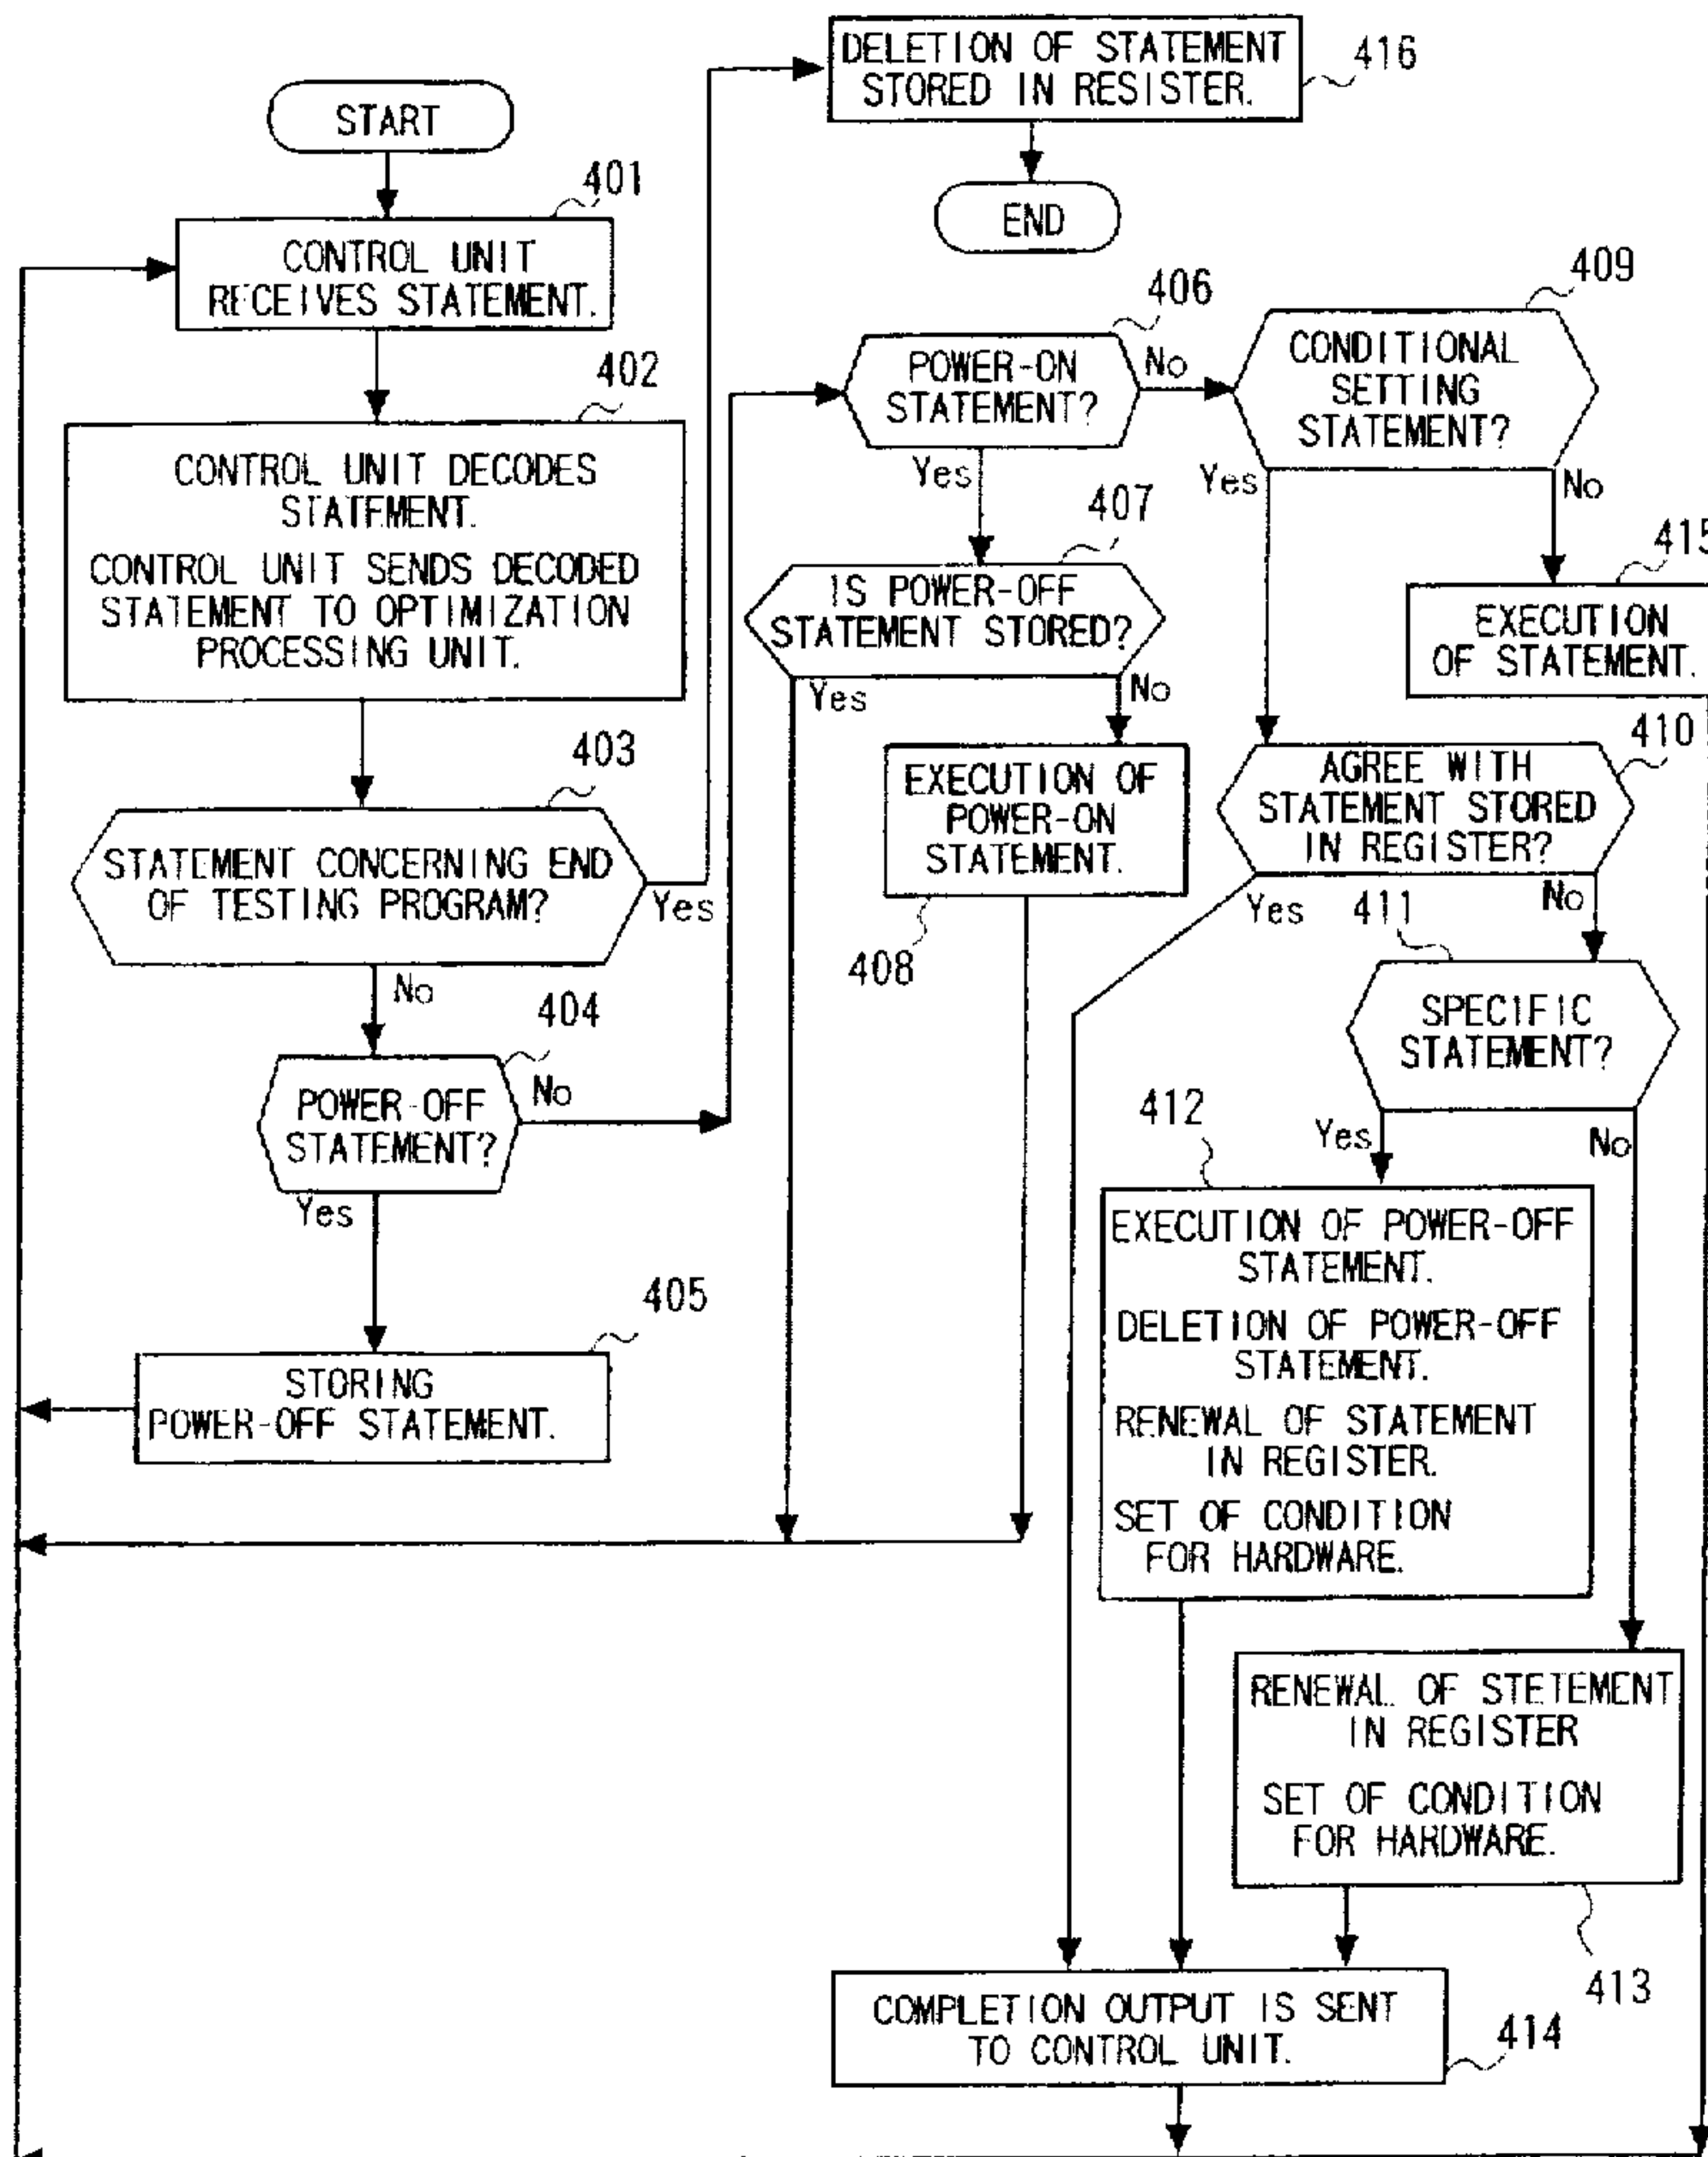 START
401
CONTROL UNIT
RECEIVES STATEMENT.
402
CONTROL UNIT DECODES
STATEMENT.
CONTROL UNIT SENDS DECODED
STATEMENT TO OPTIMIZATION
PROCESSING UNIT.
403
STATEMENT CONCERNING END
OF TESTING PROGRAM?
Yes
No
404
POWER-OFF
STATEMENT?
No
Yes
405
STORING
POWER-OFF STATEMENT.
DELETION OF STATEMENT
STORED IN RESISTER.
416
END
406
POWER-ON
STATEMENT?
No
Yes
407
IS POWER-OFF
STATEMENT STORED?
Yes
No
EXECUTION OF
POWER-ON
STATEMENT.
408
409
CONDITIONAL
SETTING
STATEMENT?
Yes
No
415
EXECUTION
OF STATEMENT.
410
AGREE WITH
STATEMENT STORED
IN REGISTER?
Yes
No
411
SPECIFIC
STATEMENT?
Yes
No
412
EXECUTION OF POWER-OFF
STATEMENT.
DELETION OF POWER-OFF
STATEMENT.
RENEWAL OF STATEMENT
IN REGISTER.
SET OF CONDITION
FOR HARDWARE.
RENEWAL OF STETEMENT
IN REGISTER
SET OF CONDITION
FOR HARDWARE.
413
COMPLETION OUTPUT IS SENT
TO CONTROL UNIT.
414